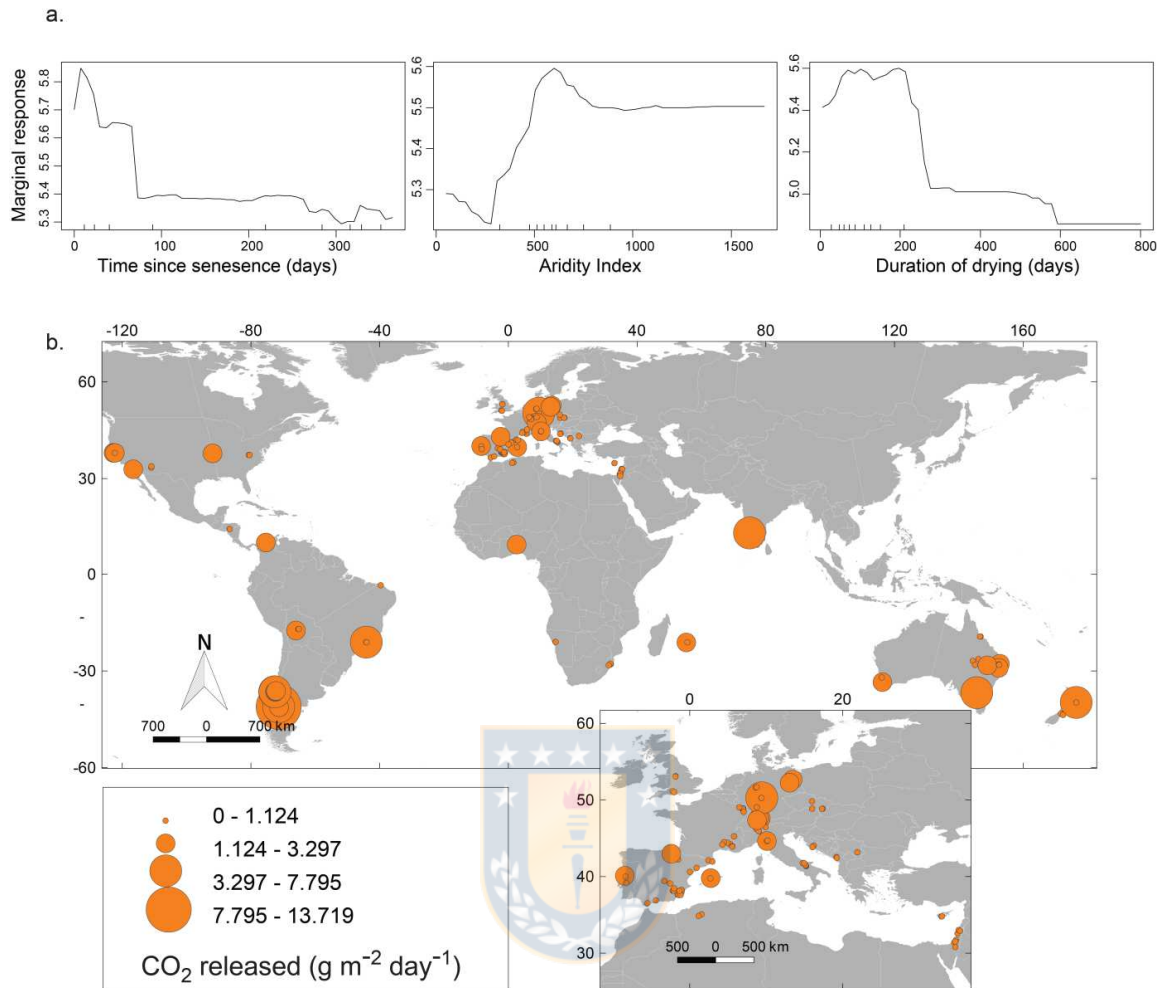 a.
Marginal response
5.3 5.4 5.5 5.6 5.7 5.8
0 100 200 300
Time since senesence (days)
5.3 5.4 5.5 5.6
0 500 1000 1500
Aridity Index
5.0 5.2 5.4 5.6
0 200 400 600 800
Duration of drying (days)
b.
-120 -80 -40 0 40 80 120 160
60
30
0
-30
-60
N
700 0 700 km
0 20
60
50
40
30
500 0 500 km
0 - 1.124
1.124 - 3.297
3.297 - 7.795
7.795 - 13.719
CO₂ released (g m⁻² day⁻¹)